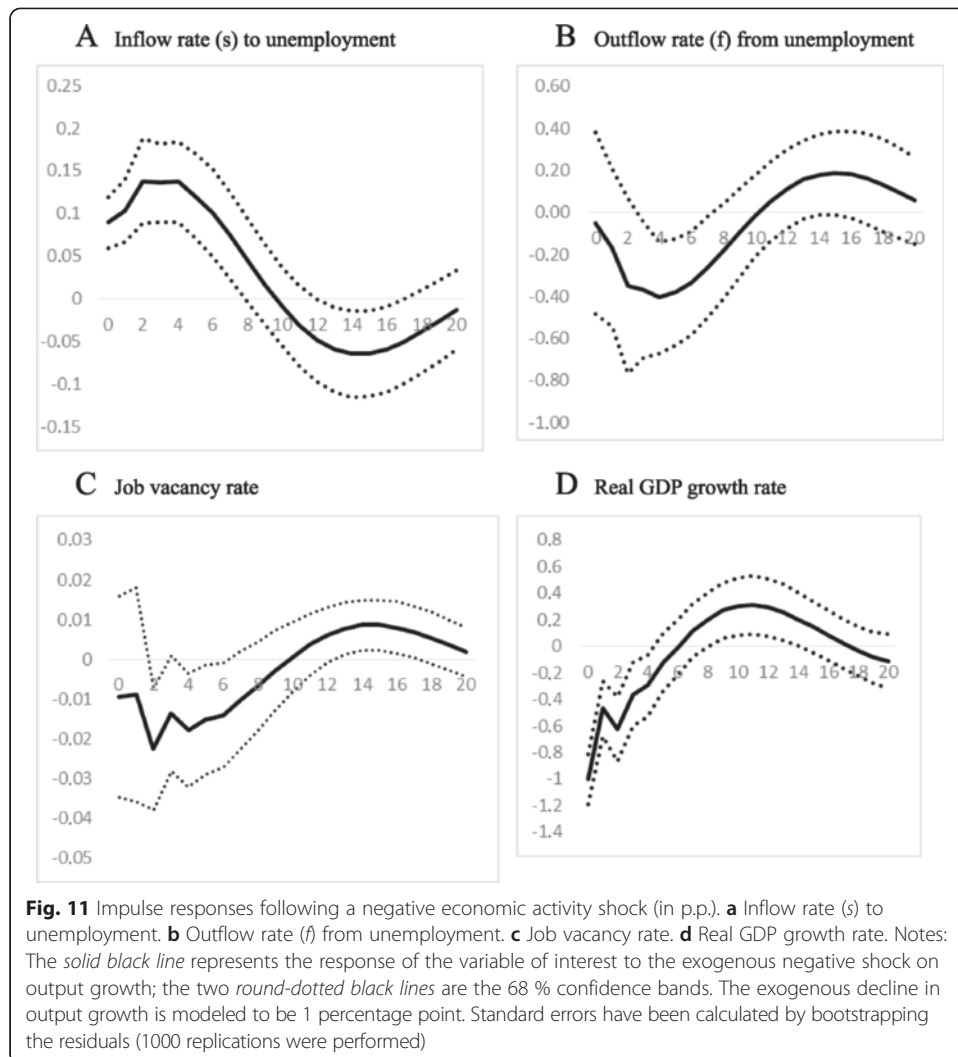 A Inflow rate (s) to unemployment
0.25
0.2
0.15
0.1
0.05
0
-0.05
-0.1
-0.15
0 2 4 6 8 10 12 14 16 18 20
B Outflow rate (f) from unemployment
0.60
0.40
0.20
0.00
-0.20
-0.40
-0.60
-0.80
-1.00
0 2 4 6 8 10 12 14 16 18 20
C Job vacancy rate
0.03
0.02
0.01
0
-0.01
-0.02
-0.03
-0.04
-0.05
0 2 4 6 8 10 12 14 16 18 20
D Real GDP growth rate
0.8
0.6
0.4
0.2
0
-0.2
-0.4
-0.6
-0.8
-1
-1.2
-1.4
0 2 4 6 8 10 12 14 16 18 20
Fig. 11 Impulse responses following a negative economic activity shock (in p.p.). a Inflow rate (s) to
unemployment. b Outflow rate (f) from unemployment. c Job vacancy rate. d Real GDP growth rate. Notes:
The solid black line represents the response of the variable of interest to the exogenous negative shock on
output growth; the two round-dotted black lines are the 68 % confidence bands. The exogenous decline in
output growth is modeled to be 1 percentage point. Standard errors have been calculated by bootstrapping
the residuals (1000 replications were performed)